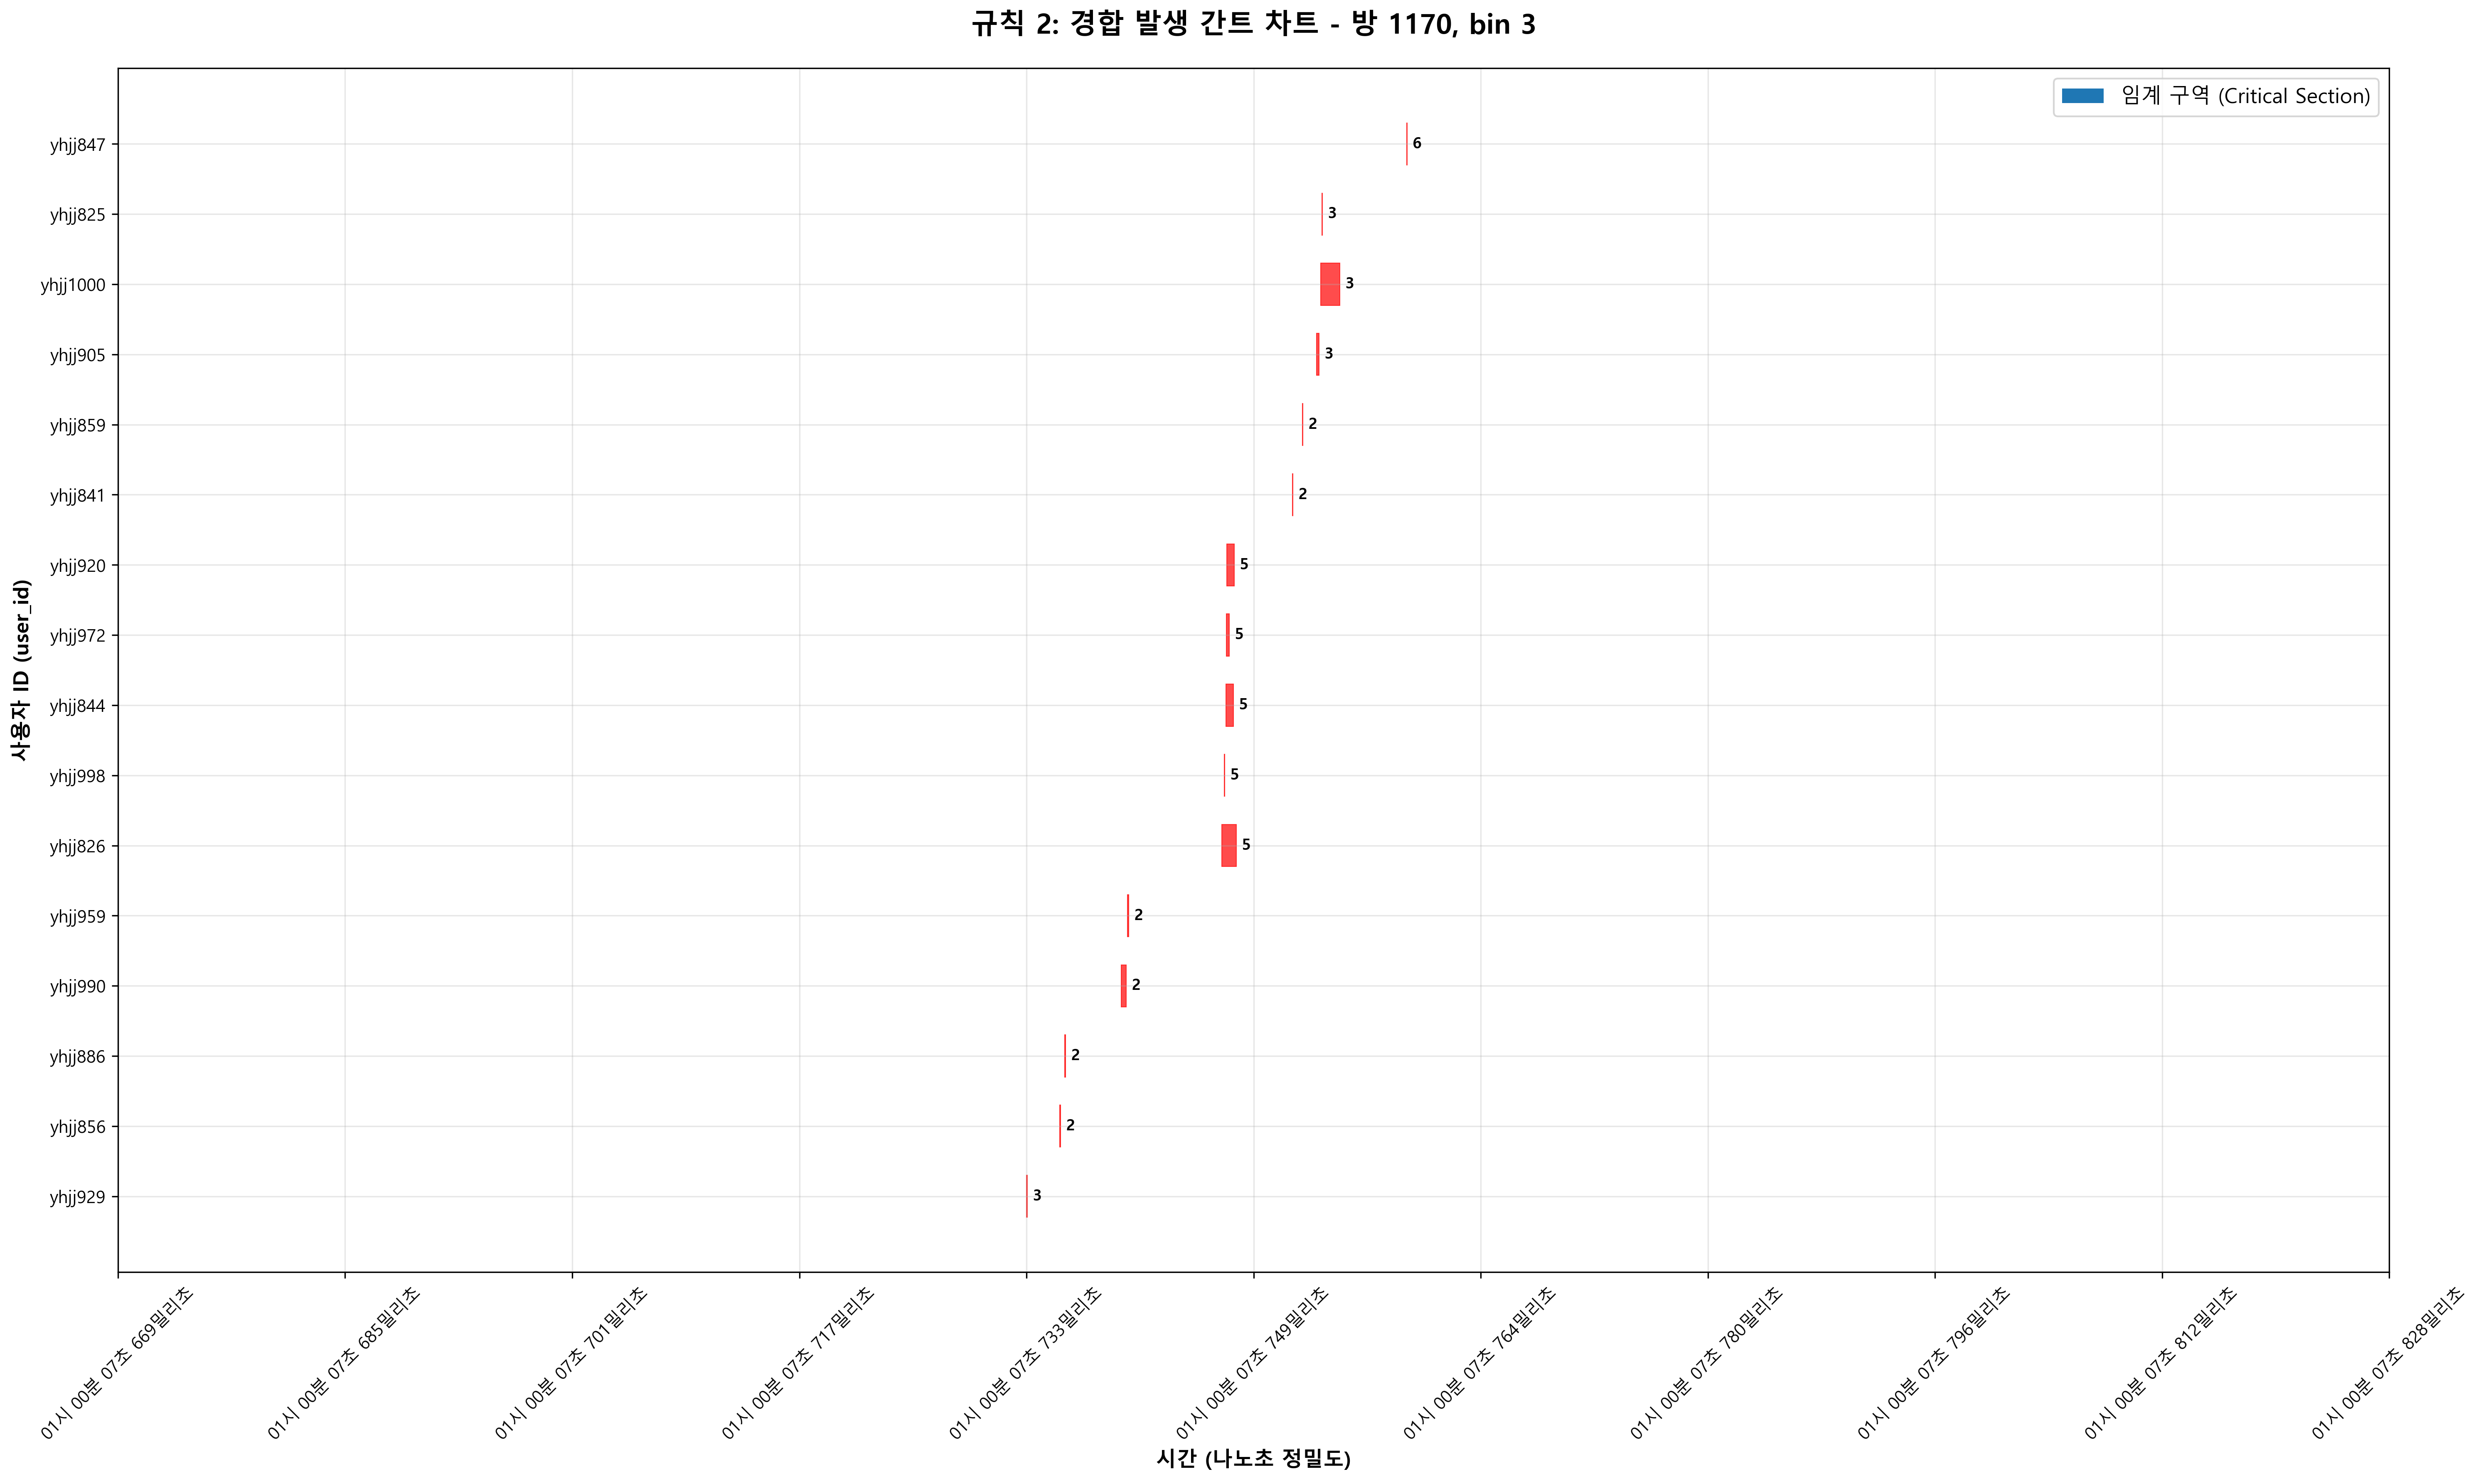 규칙 2: 경합 발생 간트 차트 - 방 1170, bin 3
임계 구역 (Critical Section)
사용자 ID (user_id)
yhjj847
6
yhjj825
3
yhjj1000
3
yhjj905
3
yhjj859
2
yhjj841
2
yhjj920
5
yhjj972
5
yhjj844
5
yhjj998
5
yhjj826
5
yhjj959
2
yhjj990
2
yhjj886
2
yhjj856
2
yhjj929
3
01시 00분 07초 669밀리초
01시 00분 07초 685밀리초
01시 00분 07초 701밀리초
01시 00분 07초 717밀리초
01시 00분 07초 733밀리초
01시 00분 07초 749밀리초
01시 00분 07초 764밀리초
01시 00분 07초 780밀리초
01시 00분 07초 796밀리초
01시 00분 07초 812밀리초
01시 00분 07초 828밀리초
시간 (나노초 정밀도)